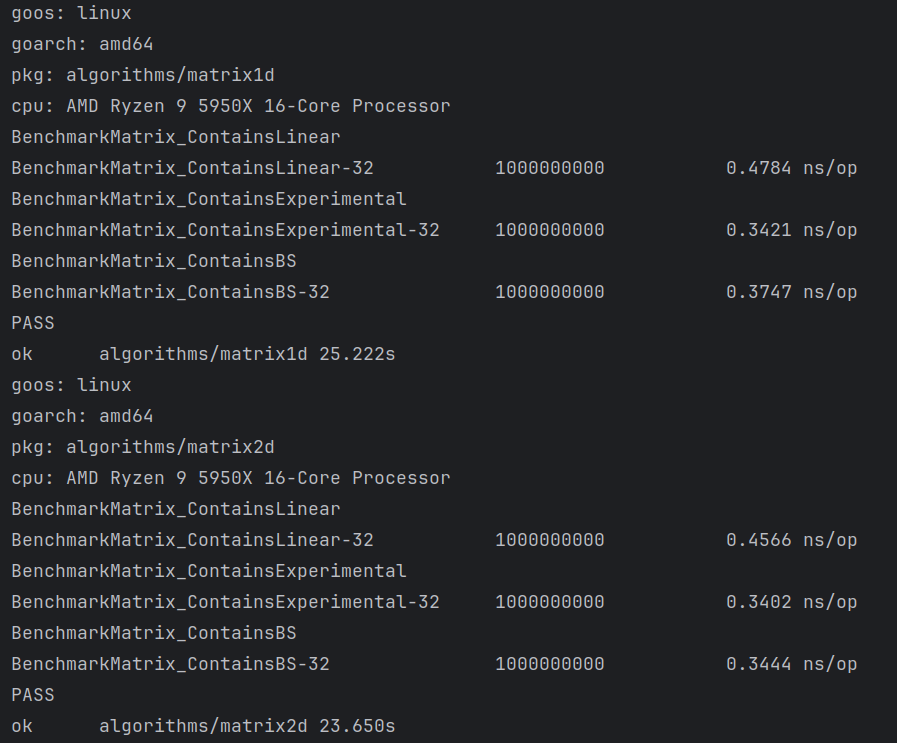 goos: linux
goarch: amd64
pkg: algorithms/matrix1d
cpu: AMD Ryzen 9 5950X 16-Core Processor
BenchmarkMatrix_ContainsLinear
BenchmarkMatrix_ContainsLinear-32 1000000000 0.4784 ns/op
BenchmarkMatrix_ContainsExperimental
BenchmarkMatrix_ContainsExperimental-32 1000000000 0.3421 ns/op
BenchmarkMatrix_ContainsBS
BenchmarkMatrix_ContainsBS-32 1000000000 0.3747 ns/op
PASS
ok algorithms/matrix1d 25.222s
goos: linux
goarch: amd64
pkg: algorithms/matrix2d
cpu: AMD Ryzen 9 5950X 16-Core Processor
BenchmarkMatrix_ContainsLinear
BenchmarkMatrix_ContainsLinear-32 1000000000 0.4566 ns/op
BenchmarkMatrix_ContainsExperimental
BenchmarkMatrix_ContainsExperimental-32 1000000000 0.3402 ns/op
BenchmarkMatrix_ContainsBS
BenchmarkMatrix_ContainsBS-32 1000000000 0.3444 ns/op
PASS
ok algorithms/matrix2d 23.650s